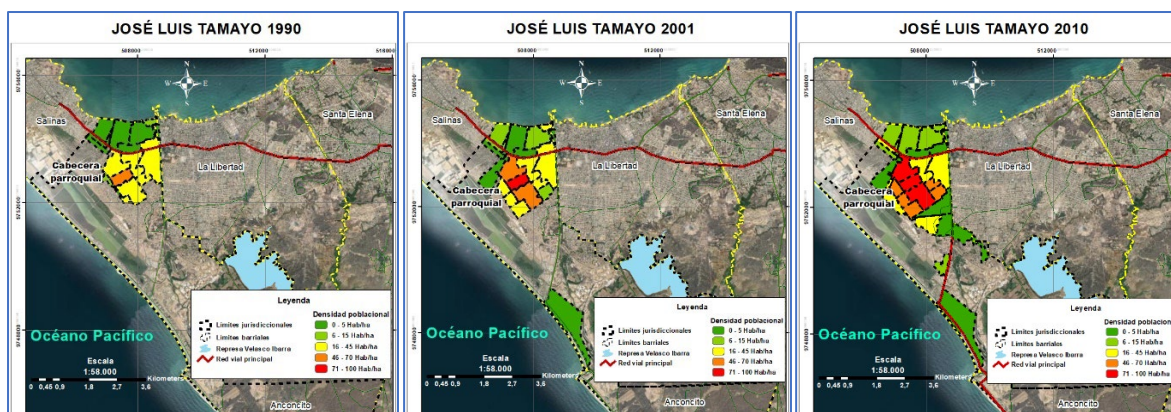 JOSÉ LUIS TAMAYO 1990
508000
512000
516000
9756000
9752000
9748000
N
W
E
S
Salinas
Santa Elena
La Libertad
Cabecera
parroquial
Océano Pacífico
Escala
1:58.000
Kilometers
0 0,45 0,9 1,8 2,7 3,6
Anconcito
Leyenda
Límites jurisdiccionales
Límites barriales
Represa Velasco Ibarra
Red vial principal
Densidad poblacional
0 - 5 Hab/ha
6 - 15 Hab/ha
16 - 45 Hab/ha
46 - 70 Hab/ha
71 - 100 Hab/ha
JOSÉ LUIS TAMAYO 2001
508000
512000
9756000
9752000
9748000
N
W
E
S
Salinas
Santa Elena
La Libertad
Cabecera
parroquial
Océano Pacífico
Escala
1:58.000
Kilometers
0 0,45 0,9 1,8 2,7 3,6
Anconcito
Leyenda
Límites jurisdiccionales
Límites barriales
Represa Velasco Ibarra
Red vial principal
Densidad poblacional
0 - 5 Hab/ha
6 - 15 Hab/ha
16 - 45 Hab/ha
46 - 70 Hab/ha
71 - 100 Hab/ha
JOSÉ LUIS TAMAYO 2010
508000
512000
9756000
9752000
9748000
N
W
E
S
Salinas
Santa Elena
La Libertad
Cabecera
parroquial
Océano Pacífico
Escala
1:58.000
Kilometers
0 0,45 0,9 1,8 2,7 3,6
Anconcito
Leyenda
Límites jurisdiccionales
Límites barriales
Represa Velasco Ibarra
Red vial principal
Densidad poblacional
0 - 5 Hab/ha
6 - 15 Hab/ha
16 - 45 Hab/ha
46 - 70 Hab/ha
71 - 100 Hab/ha